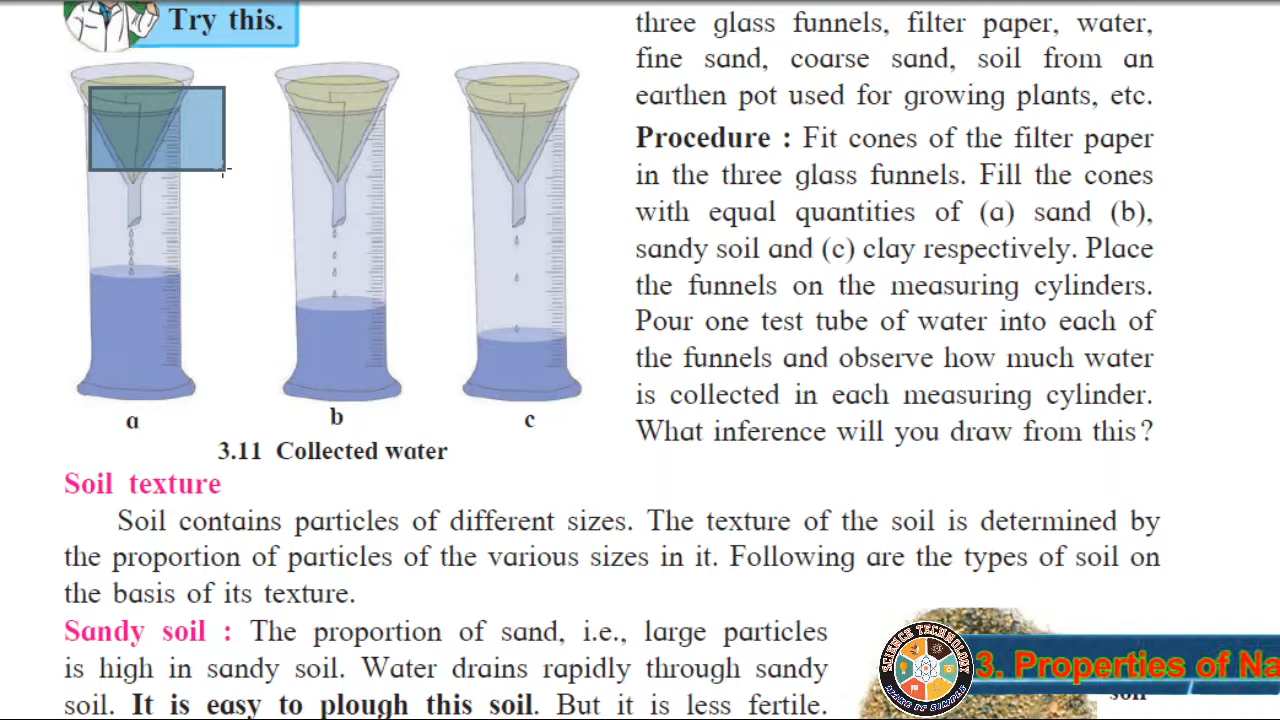 Try this.
three glass funnels, filter paper, water,
fine sand, coarse sand, soil from an
earthen pot used for growing plants, etc.
Procedure : Fit cones of the filter paper
in the three glass funnels. Fill the cones
with equal quantities of (a) sand (b),
sandy soil and (c) clay respectively. Place
the funnels on the measuring cylinders.
Pour one test tube of water into each of
the funnels and observe how much water
is collected in each measuring cylinder.
What inference will you draw from this?
a
b
c
3.11 Collected water
Soil texture
Soil contains particles of different sizes. The texture of the soil is determined by
the proportion of particles of the various sizes in it. Following are the types of soil on
the basis of its texture.
Sandy soil : The proportion of sand, i.e., large particles
is high in sandy soil. Water drains rapidly through sandy
soil. It is easy to plough this soil. But it is less fertile.
SCIENCE TECHNOLOGY
MAKE IT SIMPLE
3. Properties of Na
soil